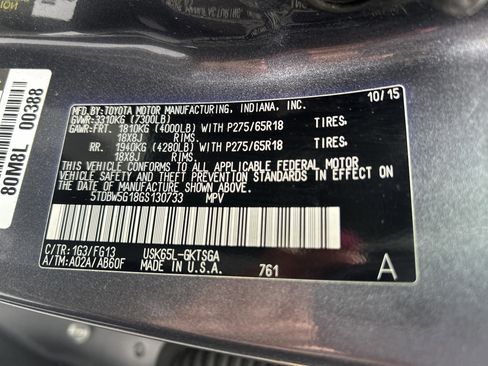 MFD.BY: TOYOTA MOTOR MANUFACTURING, INDIANA, INC. 10/15
GVWR:3310KG (7300LB)
GAWR:FRT. 1810KG (4000LB) WITH P275/65R18 TIRES,
18X8J RIMS,
RR. 1940KG (4280LB) WITH P275/65R18 TIRES,
18X8J RIMS,
THIS VEHICLE CONFORMS TO ALL APPLICABLE FEDERAL MOTOR
VEHICLE SAFETY AND THEFT PREVENTION STANDARDS IN EFFECT
ON THE DATE OF MANUFACTURE SHOWN ABOVE.
5TDBW5G18GS130733 MPV
C/TR:1G3/FG13 USK65L-GKTSGA
A/TM:A02A/AB60F MADE IN U.S.A. 761 A
80M8L 00388